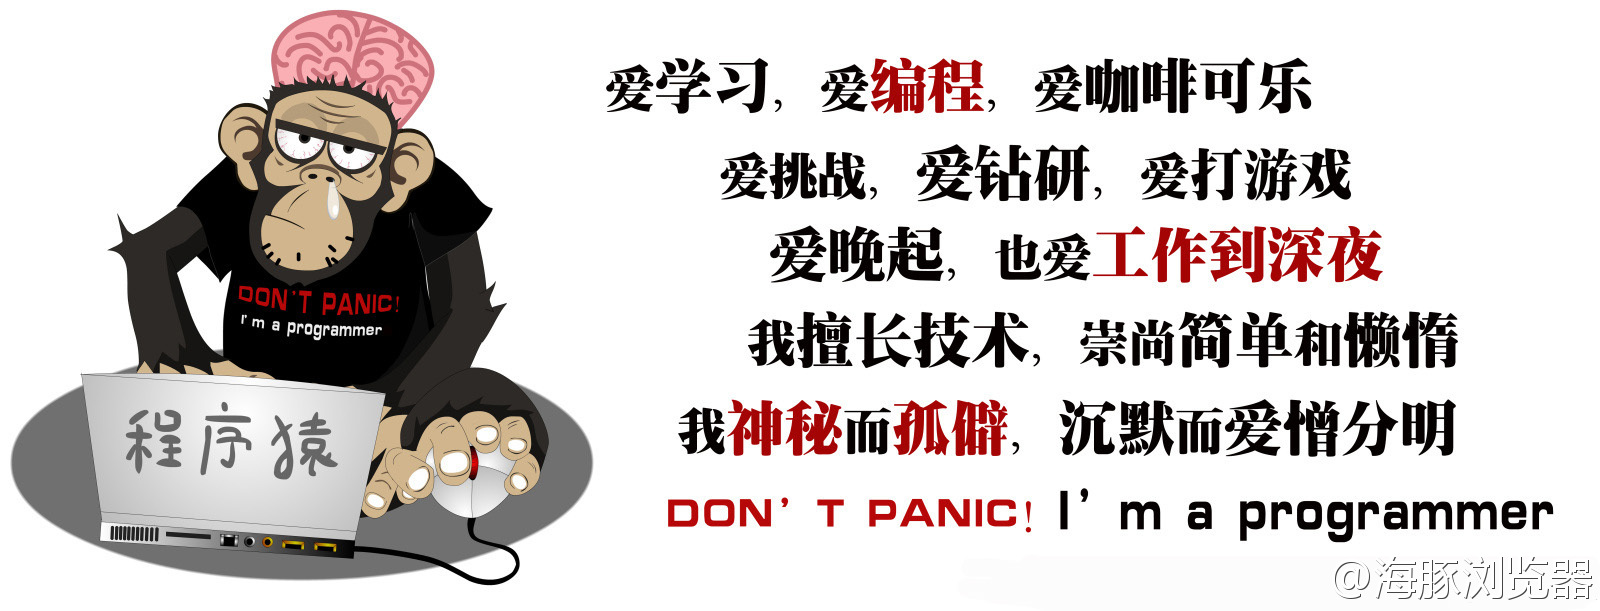 DON'T PANIC!
I'm a programmer
程序猿
爱学习，爱编程，爱咖啡可乐
爱挑战，爱钻研，爱打游戏
爱晚起，也爱工作到深夜
我擅长技术，崇尚简单和懒惰
我神秘而孤僻，沉默而爱憎分明
DON'T PANIC! I'm a programmer
@海豚浏览器